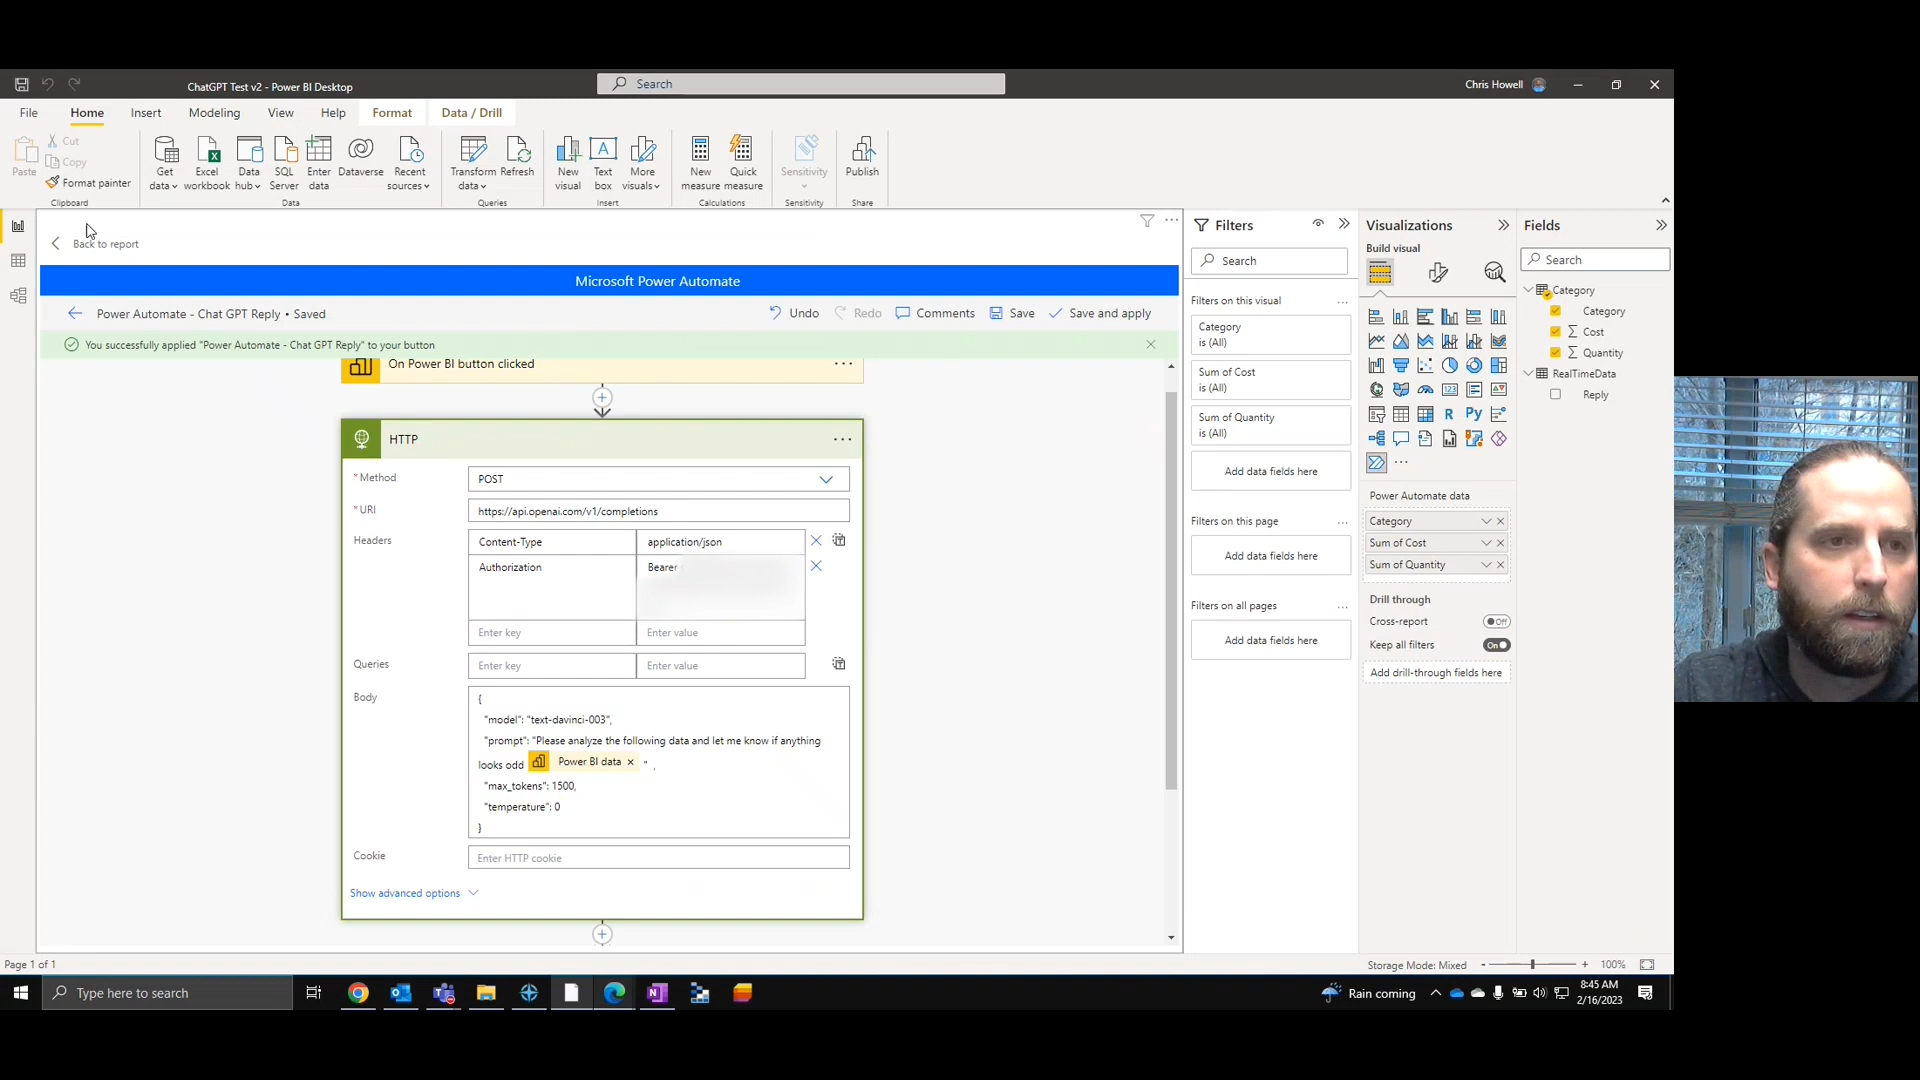 ChatGPT Test v2 - Power BI Desktop
Search
Chris Howell
File
Home
Insert
Modeling
View
Help
Format
Data / Drill
Paste
Cut
Copy
Format painter
Get data
Excel workbook
Data hub
SQL Server
Enter data
Dataverse
Recent sources
Transform data
Refresh
New visual
Text box
More visuals
New measure
Quick measure
Sensitivity
Publish
Clipboard
Data
Queries
Insert
Calculations
Sensitivity
Share
Back to report
Microsoft Power Automate
Power Automate - Chat GPT Reply • Saved
Undo
Redo
Comments
Save
Save and apply
You successfully applied "Power Automate - Chat GPT Reply" to your button
On Power BI button clicked
HTTP
* Method
POST
* URI
https://api.openai.com/v1/completions
Headers
Content-Type
application/json
Authorization
Bearer
Enter key
Enter value
Queries
Enter key
Enter value
Body
{
"model": "text-davinci-003",
"prompt": "Please analyze the following data and let me know if anything
looks odd Power BI data × " ,
"max_tokens": 1500,
"temperature": 0
}
Cookie
Enter HTTP cookie
Show advanced options
Filters
Search
Filters on this visual
Category
is (All)
Sum of Cost
is (All)
Sum of Quantity
is (All)
Add data fields here
Filters on this page
Add data fields here
Filters on all pages
Add data fields here
Visualizations
Build visual
R
Py
123
Power Automate data
Category
Sum of Cost
Sum of Quantity
Drill through
Cross-report
Off
Keep all filters
On
Add drill-through fields here
Fields
Search
Category
Category
Cost
Quantity
RealTimeData
Reply
Page 1 of 1
Storage Mode: Mixed
100%
Type here to search
Rain coming
8:45 AM
2/16/2023